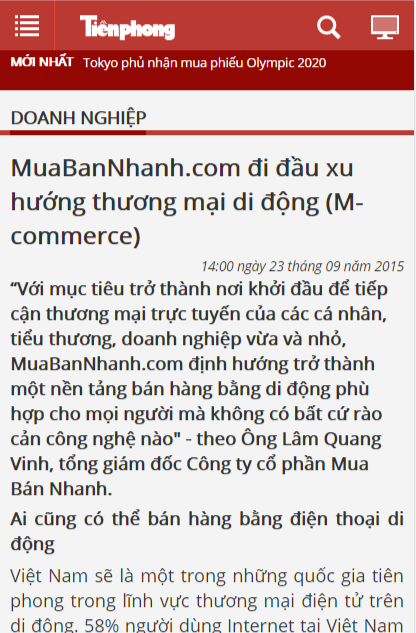 Tiênphong
MỚI NHẤT Tokyo phủ nhận mua phiếu Olympic 2020
DOANH NGHIỆP
MuaBanNhanh.com đi đầu xu
hướng thương mại di động (M-
commerce)
14:00 ngày 23 tháng 09 năm 2015
“Với mục tiêu trở thành nơi khởi đầu để tiếp
cận thương mại trực tuyến của các cá nhân,
tiểu thương, doanh nghiệp vừa và nhỏ,
MuaBanNhanh.com định hướng trở thành
một nền tảng bán hàng bằng di động phù
hợp cho mọi người mà không có bất cứ rào
cản công nghệ nào" - theo Ông Lâm Quang
Vinh, tổng giám đốc Công ty cổ phần Mua
Bán Nhanh.
Ai cũng có thể bán hàng bằng điện thoại di
động
Việt Nam sẽ là một trong những quốc gia tiên
phong trong lĩnh vực thương mại điện tử trên
di động. 58% người dùng Internet tại Việt Nam